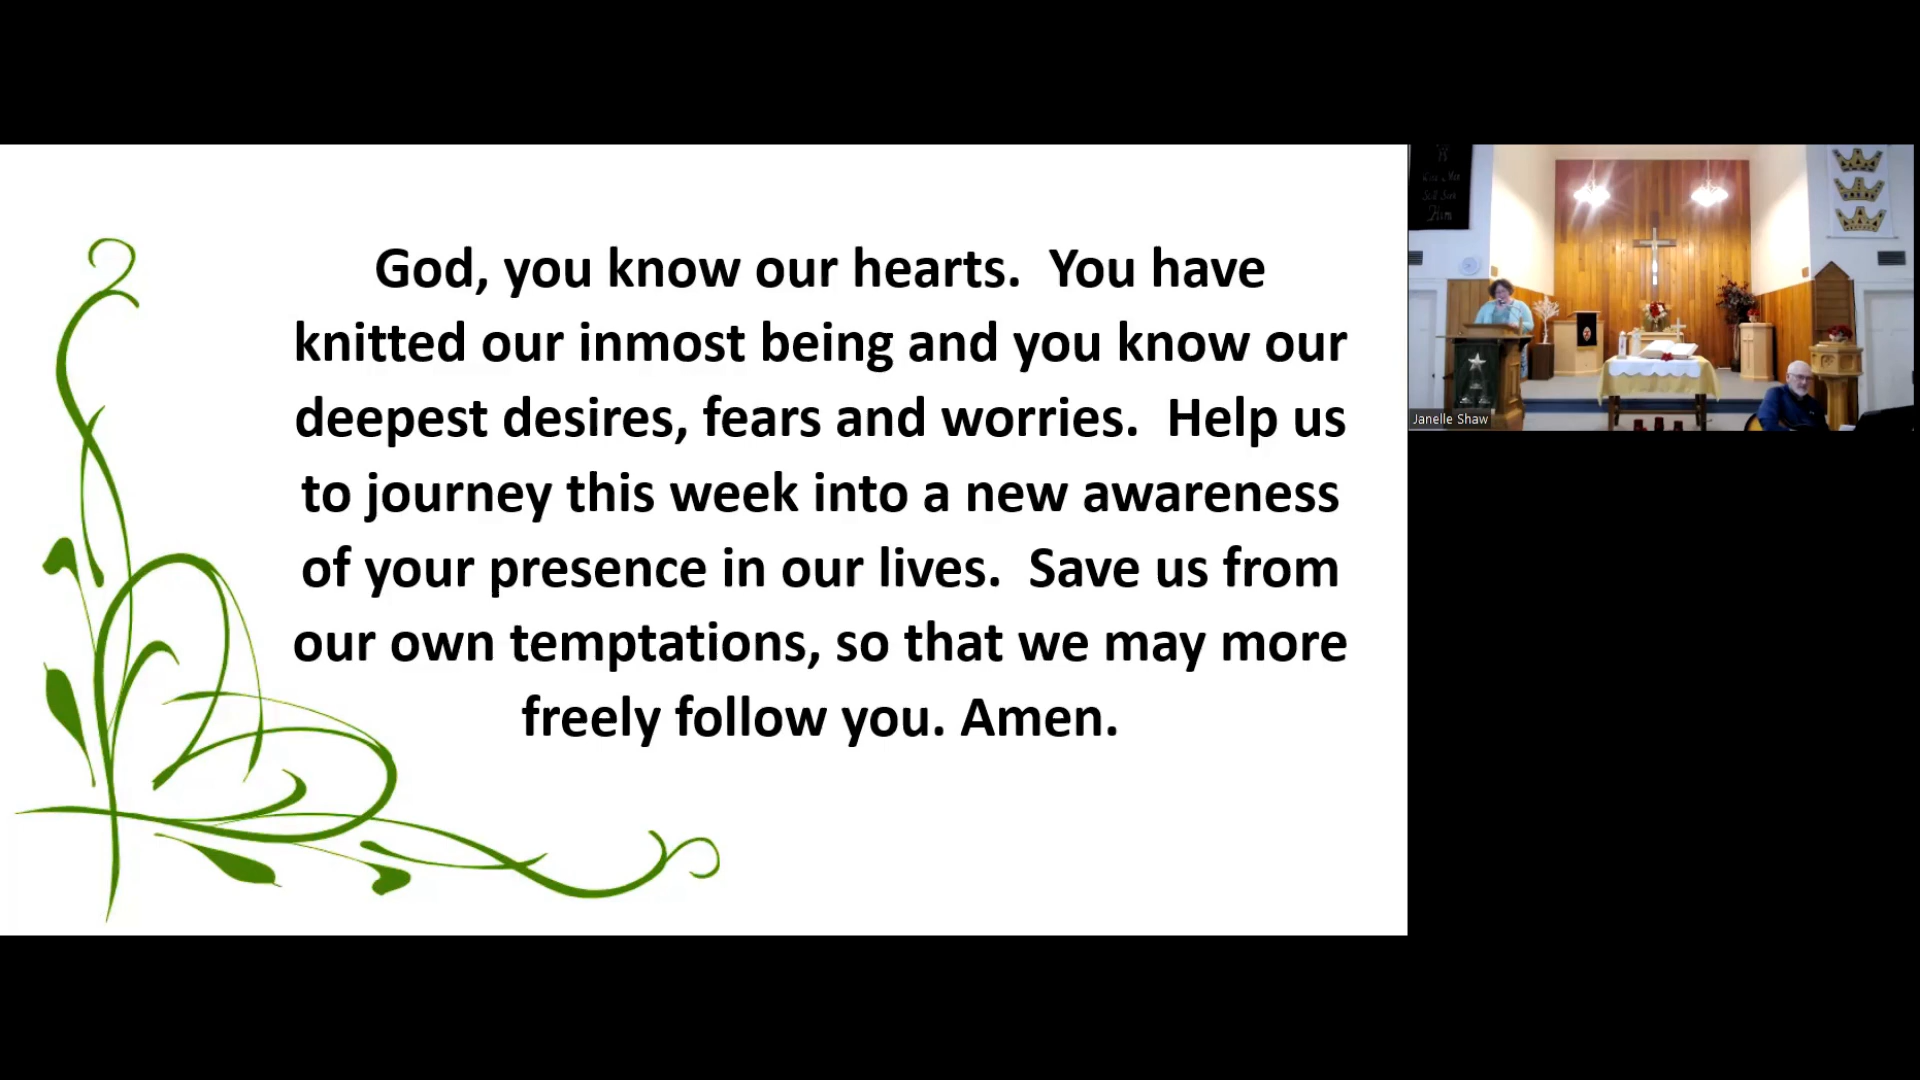 God, you know our hearts.  You have
knitted our inmost being and you know our
deepest desires, fears and worries.  Help us
to journey this week into a new awareness
of your presence in our lives.  Save us from
our own temptations, so that we may more
freely follow you. Amen.
Him
Janelle Shaw